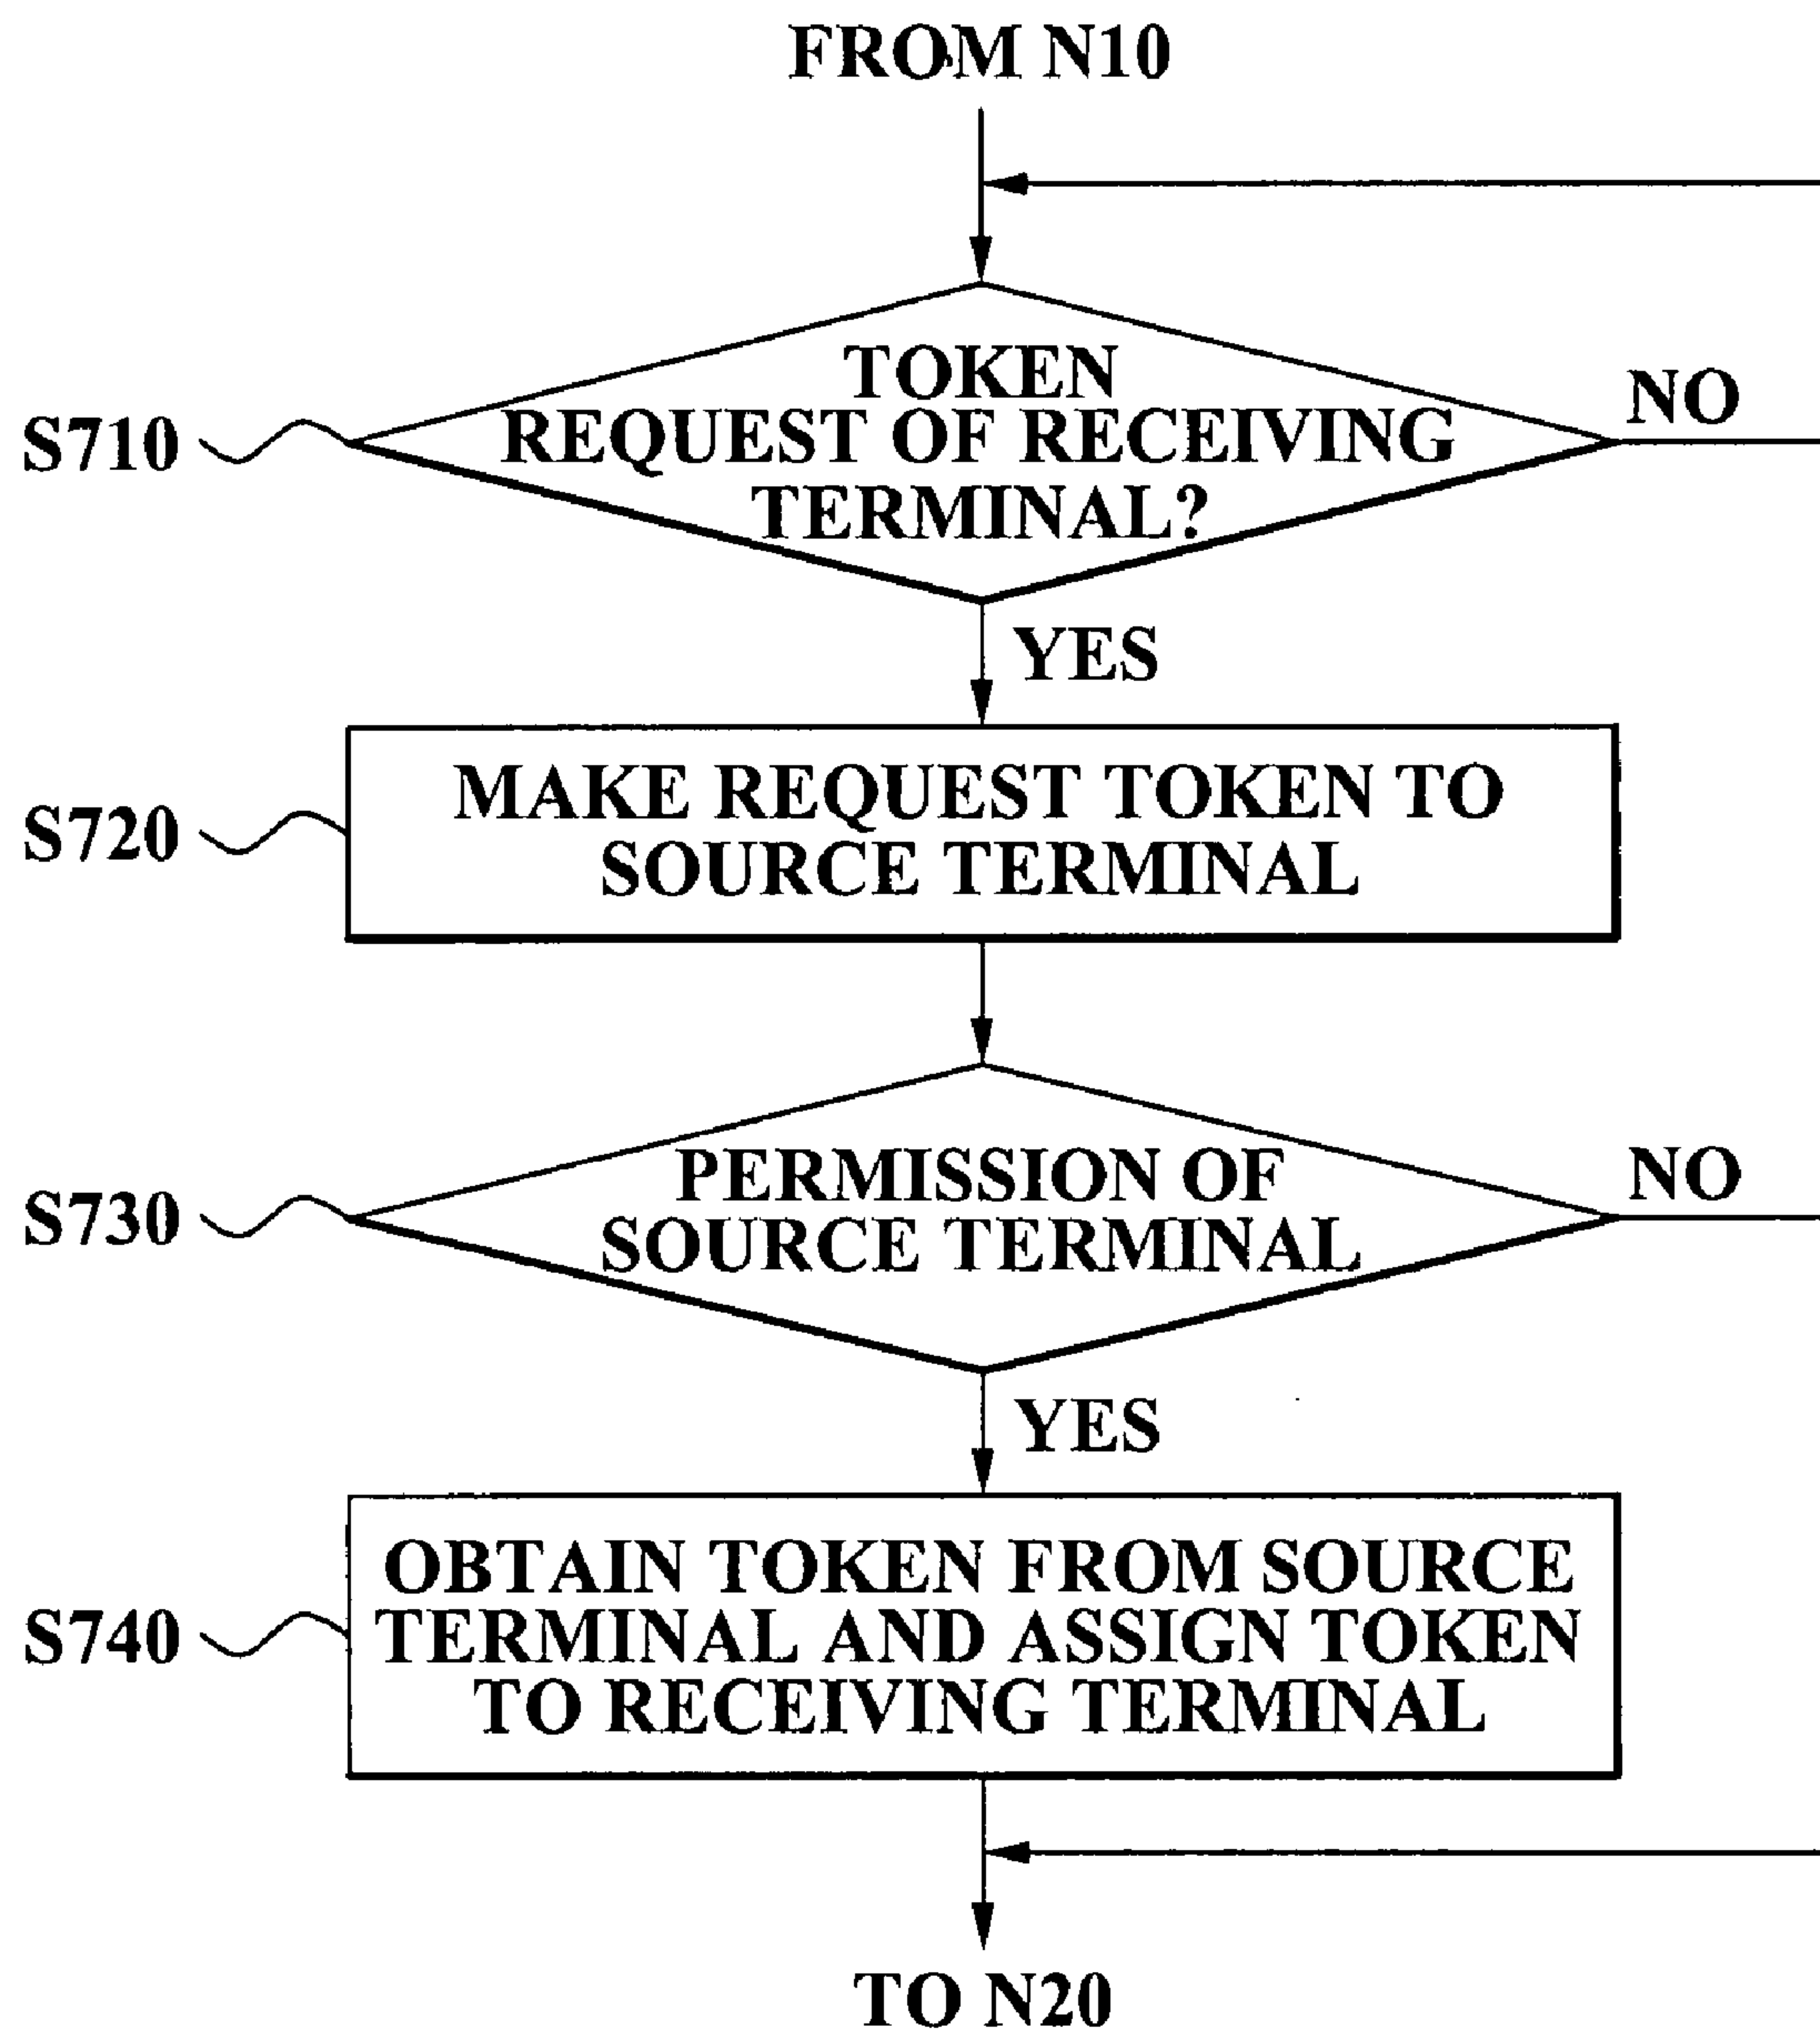 FROM N10
TOKEN
REQUEST OF RECEIVING
TERMINAL?
NO
S710
YES
MAKE REQUEST TOKEN TO
SOURCE TERMINAL
S720
PERMISSION OF
SOURCE TERMINAL
NO
S730
YES
OBTAIN TOKEN FROM SOURCE
TERMINAL AND ASSIGN TOKEN
TO RECEIVING TERMINAL
S740
TO N20